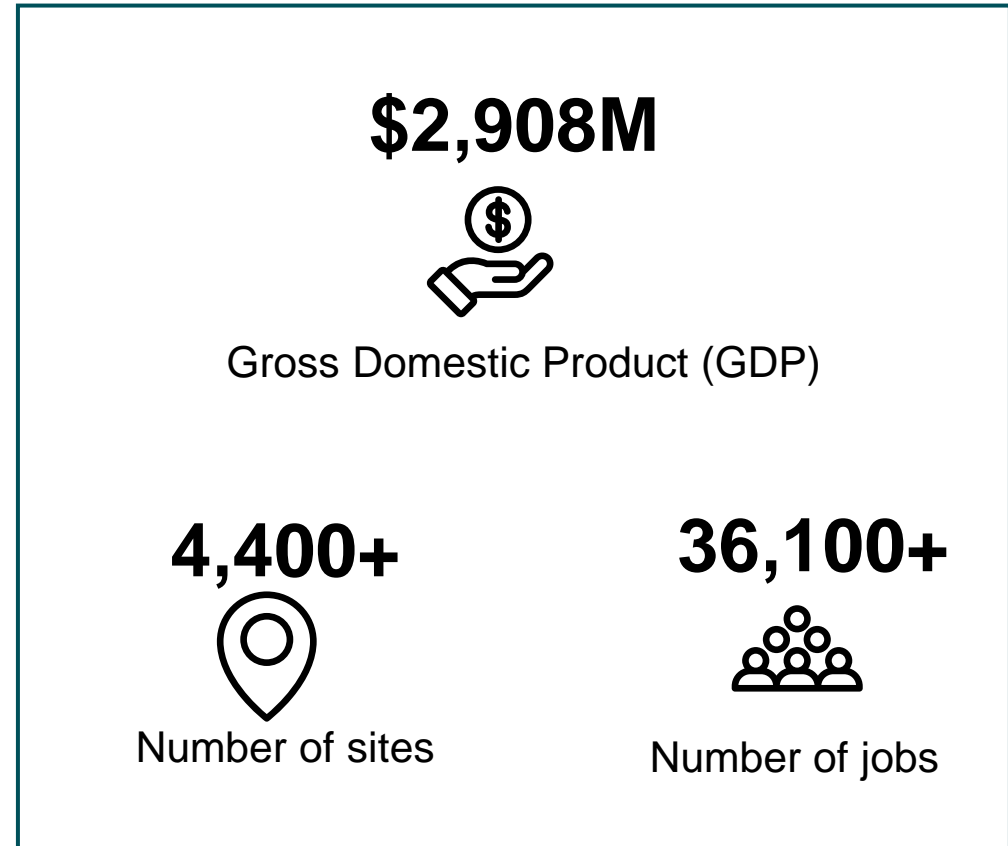 $2,908M
$
Gross Domestic Product (GDP)
4,400+
Number of sites
36,100+
Number of jobs